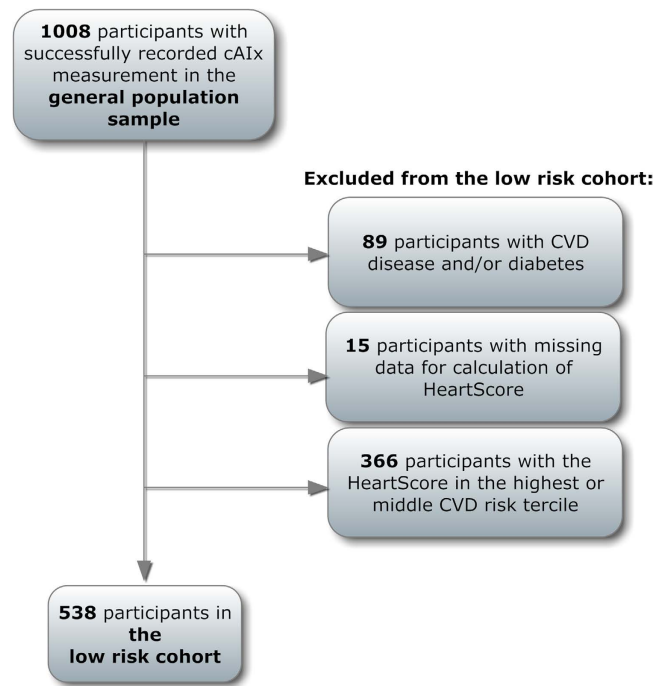 1008 participants with
successfully recorded cAIx
measurement in the
general population
sample
Excluded from the low risk cohort:
89 participants with CVD
disease and/or diabetes
15 participants with missing
data for calculation of
HeartScore
366 participants with the
HeartScore in the highest or
middle CVD risk tercile
538 participants in
the
low risk cohort